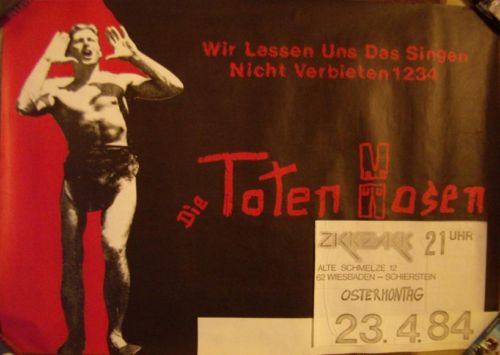 Wir Lassen Uns Das Singen
Nicht Verbieten 1234
Die Toten Hosen
ZICKZACK 21 UHR
ALTE SCHMELZE 12
62 WIESBADEN - SCHIERSTEIN
OSTERMONTAG
23. 4. 84